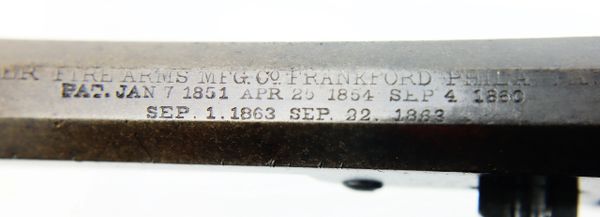 ER FIRE ARMS MFG. CO FRANKFORD PHILA
PAT. JAN 7 1851 APR 25 1854 SEP 4 1860
SEP. 1. 1863 SEP. 22. 1863